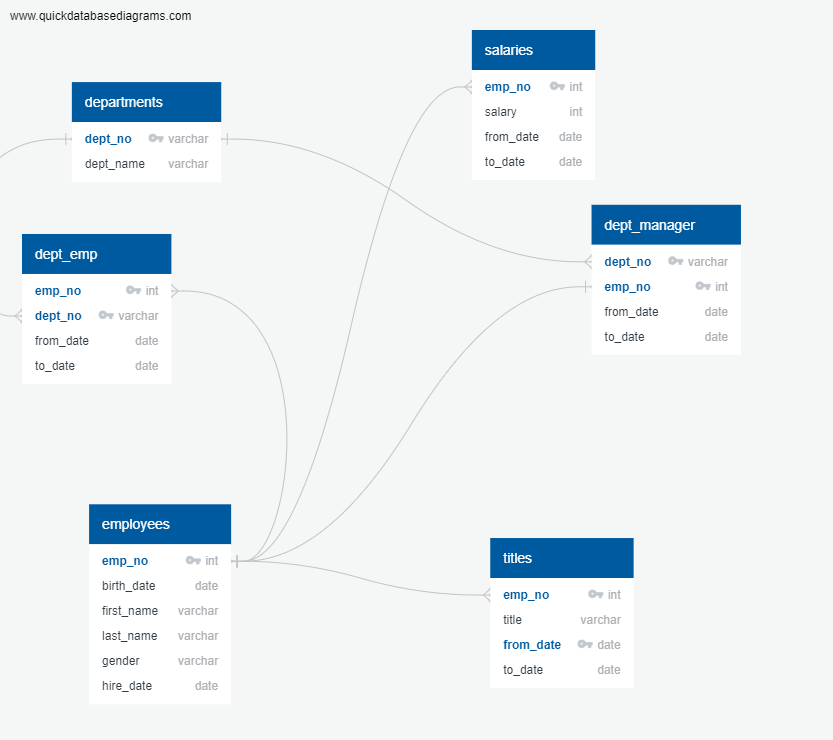 www.quickdatabasediagrams.com
departments
dept_no varchar
dept_name varchar
salaries
emp_no int
salary int
from_date date
to_date date
dept_manager
dept_no varchar
emp_no int
from_date date
to_date date
dept_emp
emp_no int
dept_no varchar
from_date date
to_date date
employees
emp_no int
birth_date date
first_name varchar
last_name varchar
gender varchar
hire_date date
titles
emp_no int
title varchar
from_date date
to_date date